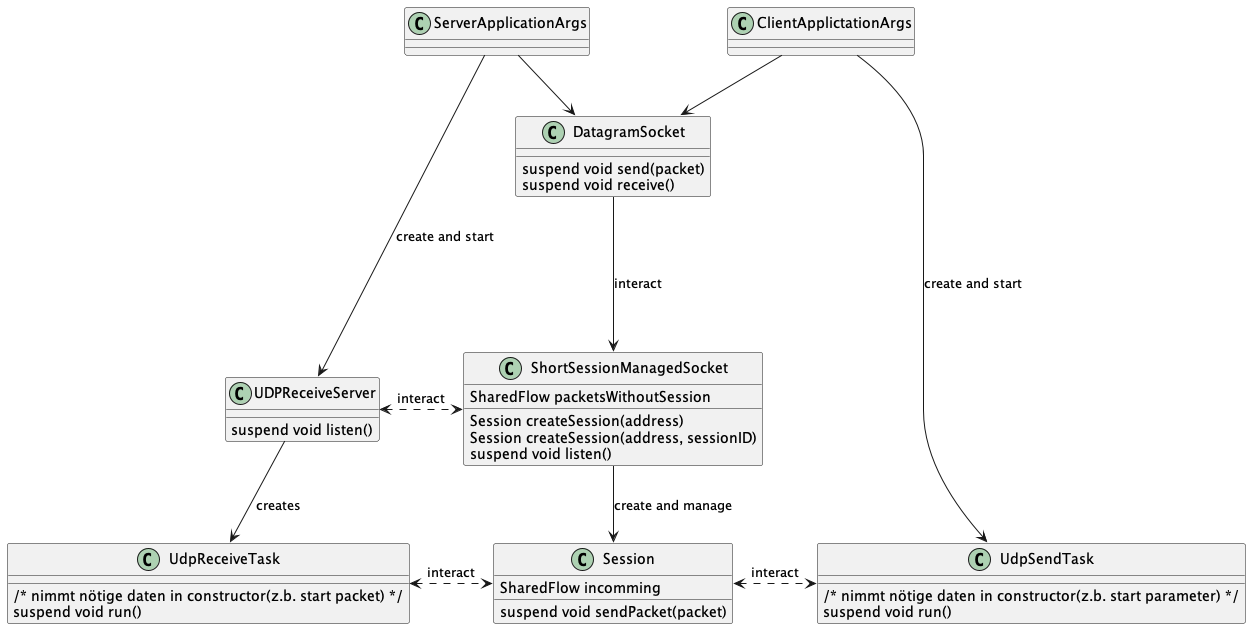 C ServerApplicationArgs
C ClientApplictationArgs
C DatagramSocket
suspend void send(packet)
suspend void receive()
create and start
interact
create and start
C ShortSessionManagedSocket
SharedFlow packetsWithoutSession
Session createSession(address)
Session createSession(address, sessionID)
suspend void listen()
C UDPReceiveServer
suspend void listen()
interact
creates
create and manage
C UdpReceiveTask
/* nimmt nötige daten in constructor(z.b. start packet) */
suspend void run()
interact
C Session
SharedFlow incomming
suspend void sendPacket(packet)
interact
C UdpSendTask
/* nimmt nötige daten in constructor(z.b. start parameter) */
suspend void run()